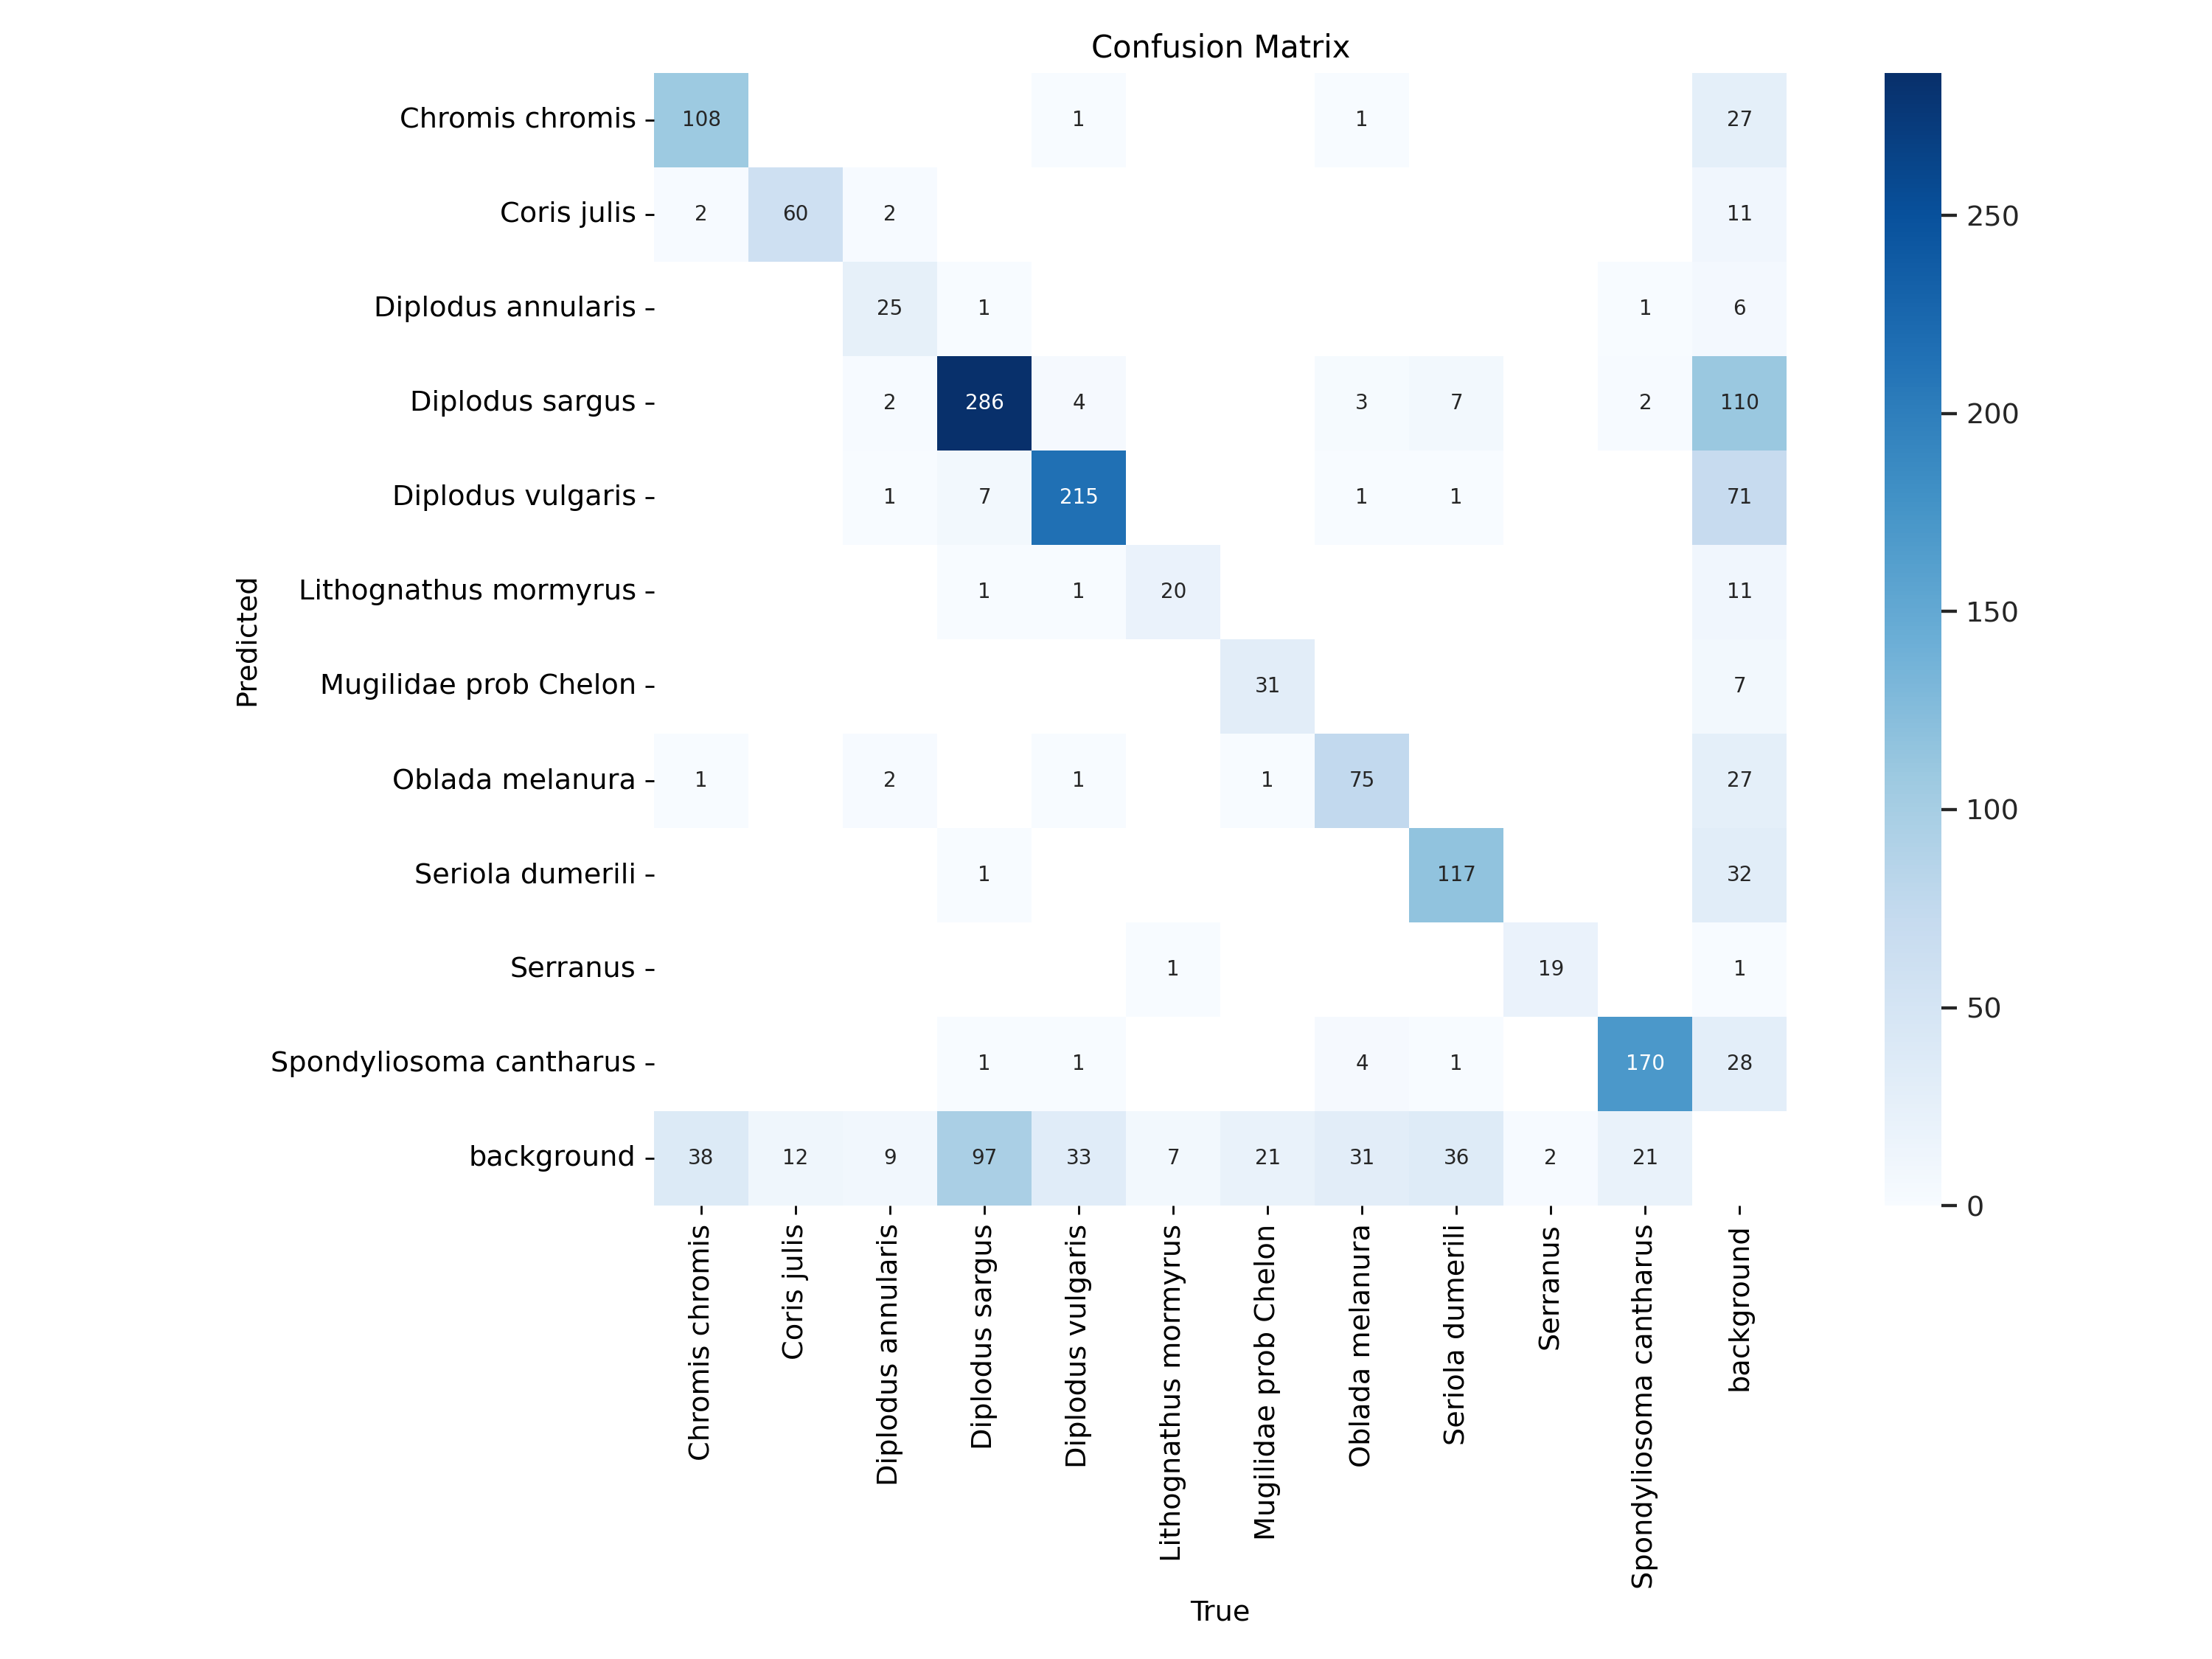 Confusion Matrix
Predicted
Chromis chromis 108 1 1 27
Coris julis 2 60 2 11
Diplodus annularis 25 1 1 6
Diplodus sargus 2 286 4 3 7 2 110
Diplodus vulgaris 1 7 215 1 1 71
Lithognathus mormyrus 1 1 20 11
Mugilidae prob Chelon 31 7
Oblada melanura 1 2 1 1 75 27
Seriola dumerili 1 117 32
Serranus 1 19 1
Spondyliosoma cantharus 1 1 4 1 170 28
background 38 12 9 97 33 7 21 31 36 2 21
Chromis chromis
Coris julis
Diplodus annularis
Diplodus sargus
Diplodus vulgaris
Lithognathus mormyrus
Mugilidae prob Chelon
Oblada melanura
Seriola dumerili
Serranus
Spondyliosoma cantharus
background
True
250
200
150
100
50
0